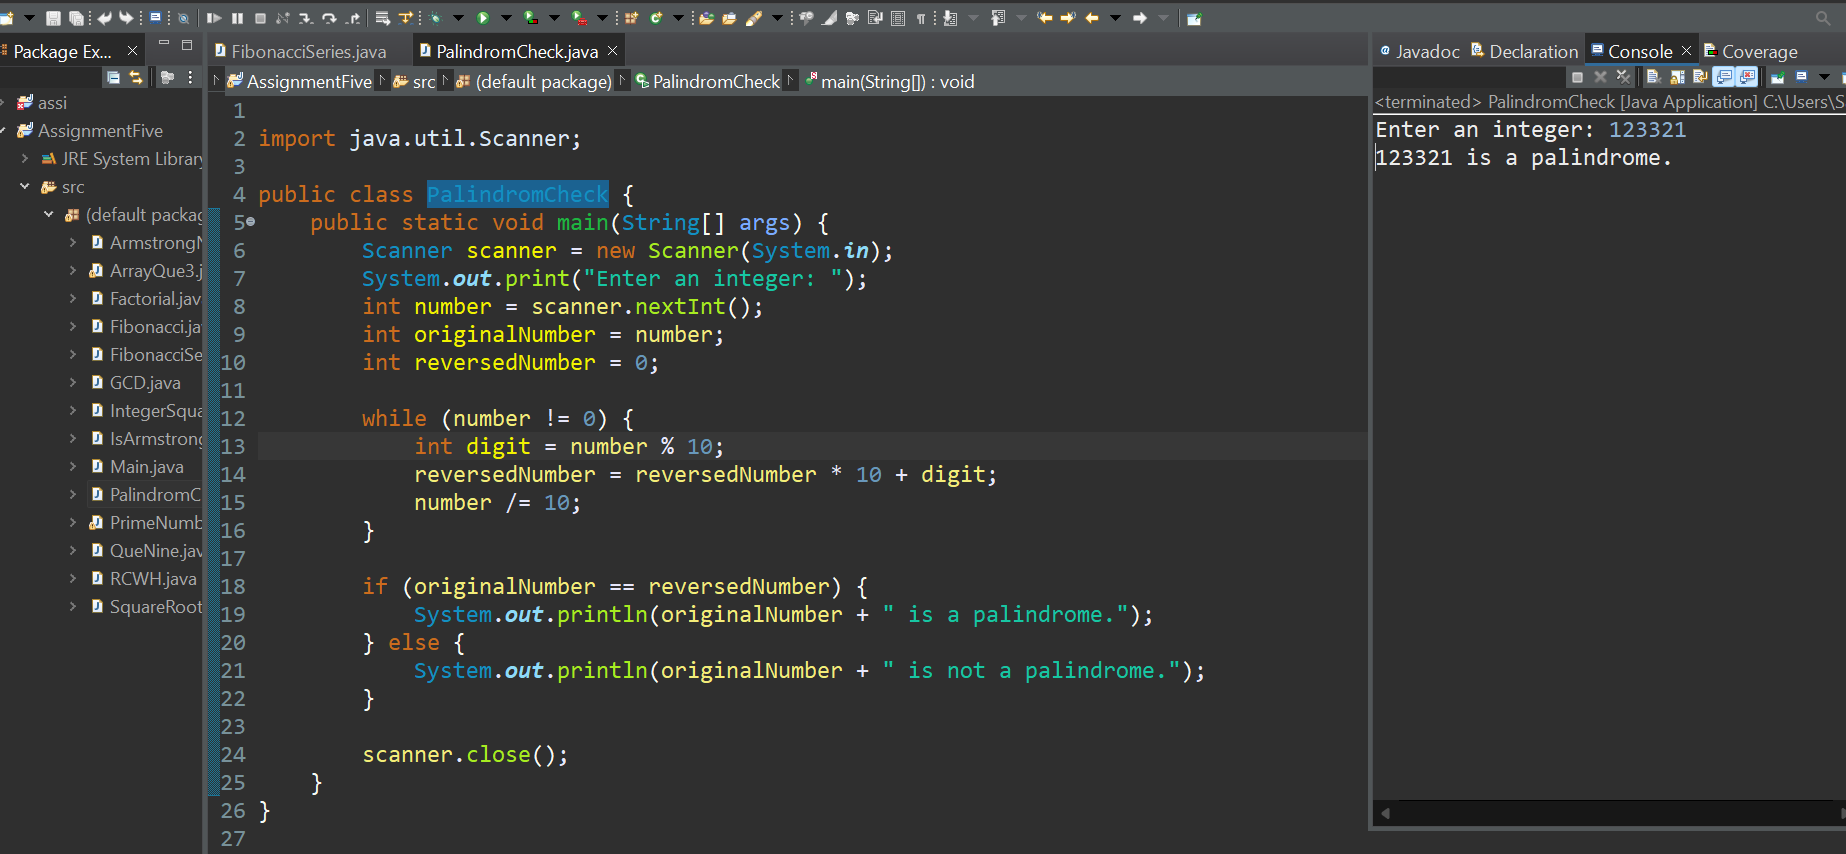 Package Ex...
FibonacciSeries.java
PalindromCheck.java
Javadoc
Declaration
Console
Coverage
AssignmentFive
src
(default package)
PalindromCheck
main(String[]) : void
<terminated> PalindromCheck [Java Application] C:\Users\S
assi
AssignmentFive
JRE System Library
src
(default packag
ArmstrongN
ArrayQue3.j
Factorial.jav
Fibonacci.ja
FibonacciSe
GCD.java
IntegerSqua
IsArmstrong
Main.java
PalindromC
PrimeNumb
QueNine.jav
RCWH.java
SquareRoot
1
2 import java.util.Scanner;
3
4 public class PalindromCheck {
5 public static void main(String[] args) {
6 Scanner scanner = new Scanner(System.in);
7 System.out.print("Enter an integer: ");
8 int number = scanner.nextInt();
9 int originalNumber = number;
10 int reversedNumber = 0;
11
12 while (number != 0) {
13 int digit = number % 10;
14 reversedNumber = reversedNumber * 10 + digit;
15 number /= 10;
16 }
17
18 if (originalNumber == reversedNumber) {
19 System.out.println(originalNumber + " is a palindrome.");
20 } else {
21 System.out.println(originalNumber + " is not a palindrome.");
22 }
23
24 scanner.close();
25 }
26 }
27
Enter an integer: 123321
123321 is a palindrome.